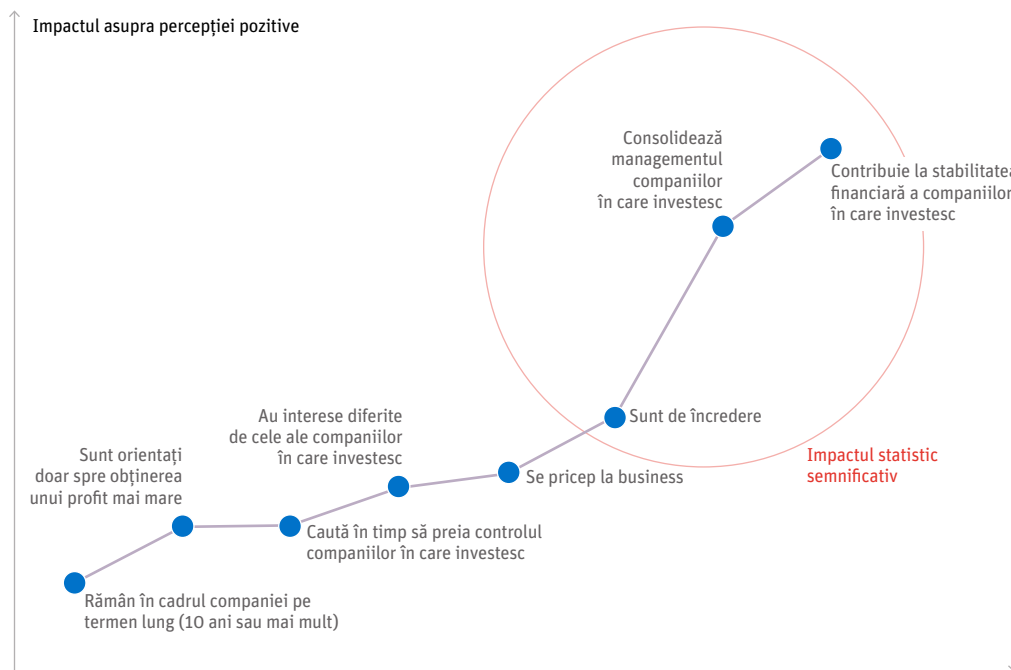 Impactul asupra percepției pozitive
Consolidează
managementul
companiilor
în care investesc
Contribuie la stabilitatea
financiară a companiilor
în care investesc
Au interese diferite
de cele ale companiilor
în care investesc
Sunt de încredere
Sunt orientați
doar spre obținerea
unui profit mai mare
Se pricep la business
Impactul statistic
semnificativ
Caută în timp să preia controlul
companiilor în care investesc
Rămân în cadrul companiei pe
termen lung (10 ani sau mai mult)